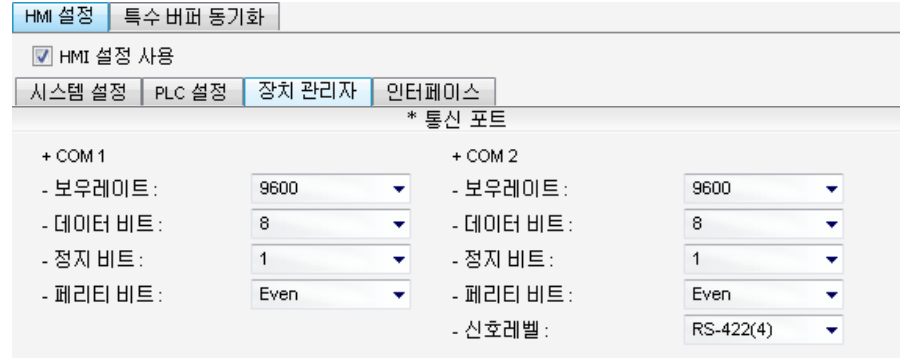 HMI 설정 특수 버퍼 동기화
HMI 설정 사용
시스템 설정 PLC 설정 장치 관리자 인터페이스
* 통신 포트
+ COM 1 + COM 2
- 보우레이트 : 9600 - 보우레이트 : 9600
- 데이터 비트 : 8 - 데이터 비트 : 8
- 정지 비트 : 1 - 정지 비트 : 1
- 페리티 비트 : Even - 페리티 비트 : Even
- 신호레벨 : RS-422(4)